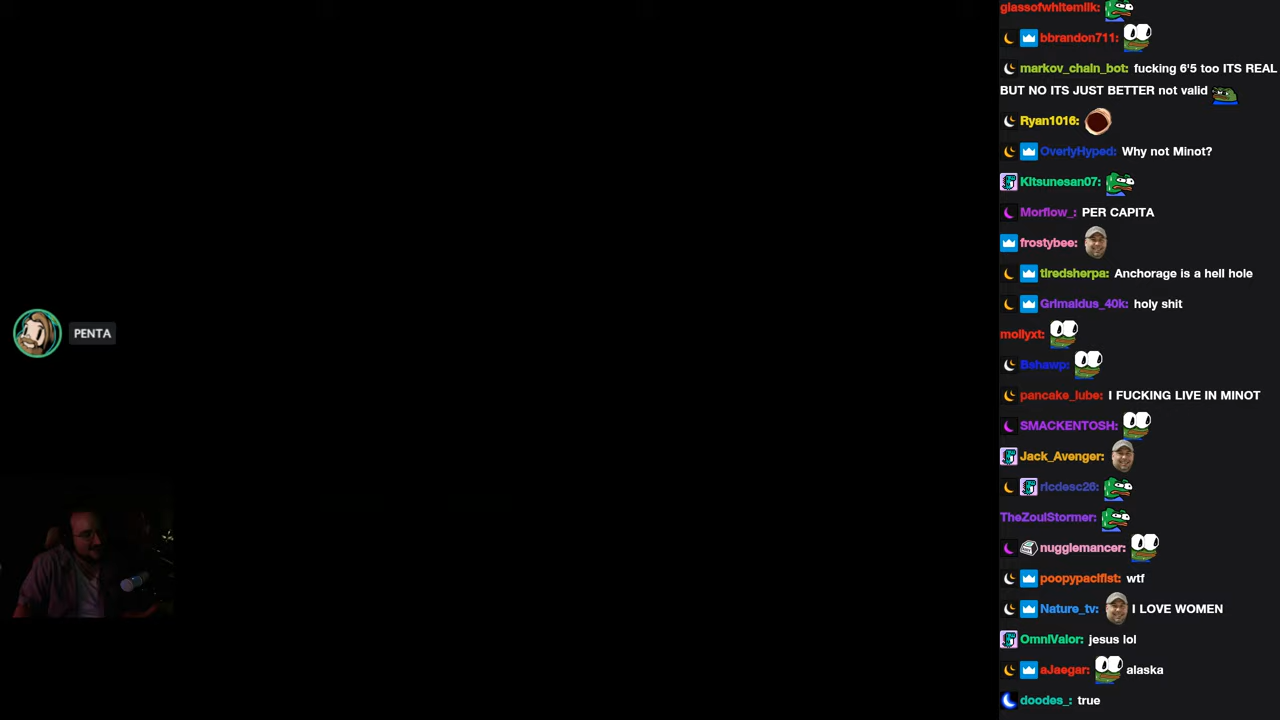 glassofwhitemilk:
bbrandon711:
markov_chain_bot: fucking 6'5 too ITS REAL
BUT NO ITS JUST BETTER not valid
Ryan1016:
OverlyHyped: Why not Minot?
Kitsunesan07:
Morflow_: PER CAPITA
frostybee:
tiredsherpa: Anchorage is a hell hole
Grimaldus_40k: holy shit
PENTA
mollyxt:
Bshawp:
pancake_lube: I FUCKING LIVE IN MINOT
SMACKENTOSH:
Jack_Avenger:
ricdesc26:
TheZoulStormer:
nugglemancer:
poopypacifist: wtf
Nature_tv: I LOVE WOMEN
OmniValor: jesus lol
aJaegar: alaska
doodes_: true